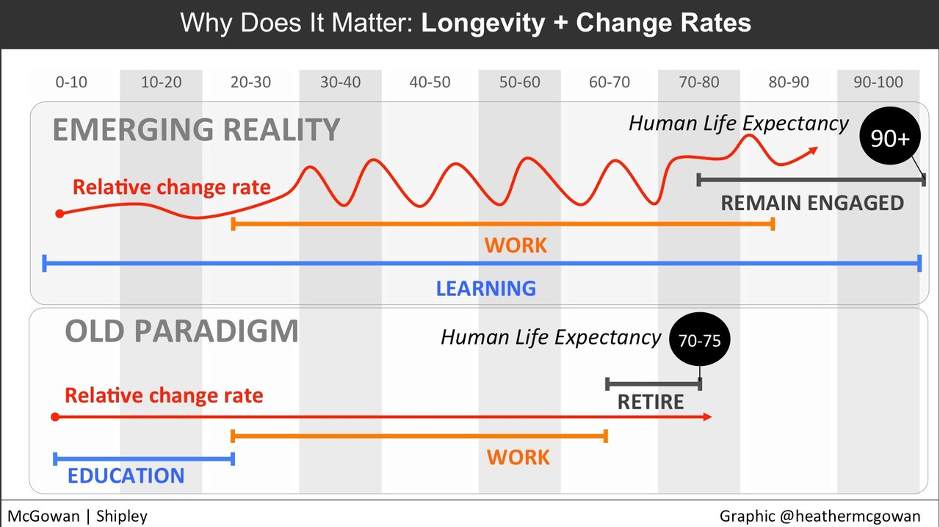 Why Does It Matter: Longevity + Change Rates
0-10 10-20 20-30 30-40 40-50 50-60 60-70 70-80 80-90 90-100
EMERGING REALITY
Human Life Expectancy
90+
Relative change rate
REMAIN ENGAGED
WORK
LEARNING
OLD PARADIGM
Human Life Expectancy
70-75
Relative change rate
RETIRE
WORK
EDUCATION
McGowan | Shipley
Graphic @heathermcgowan